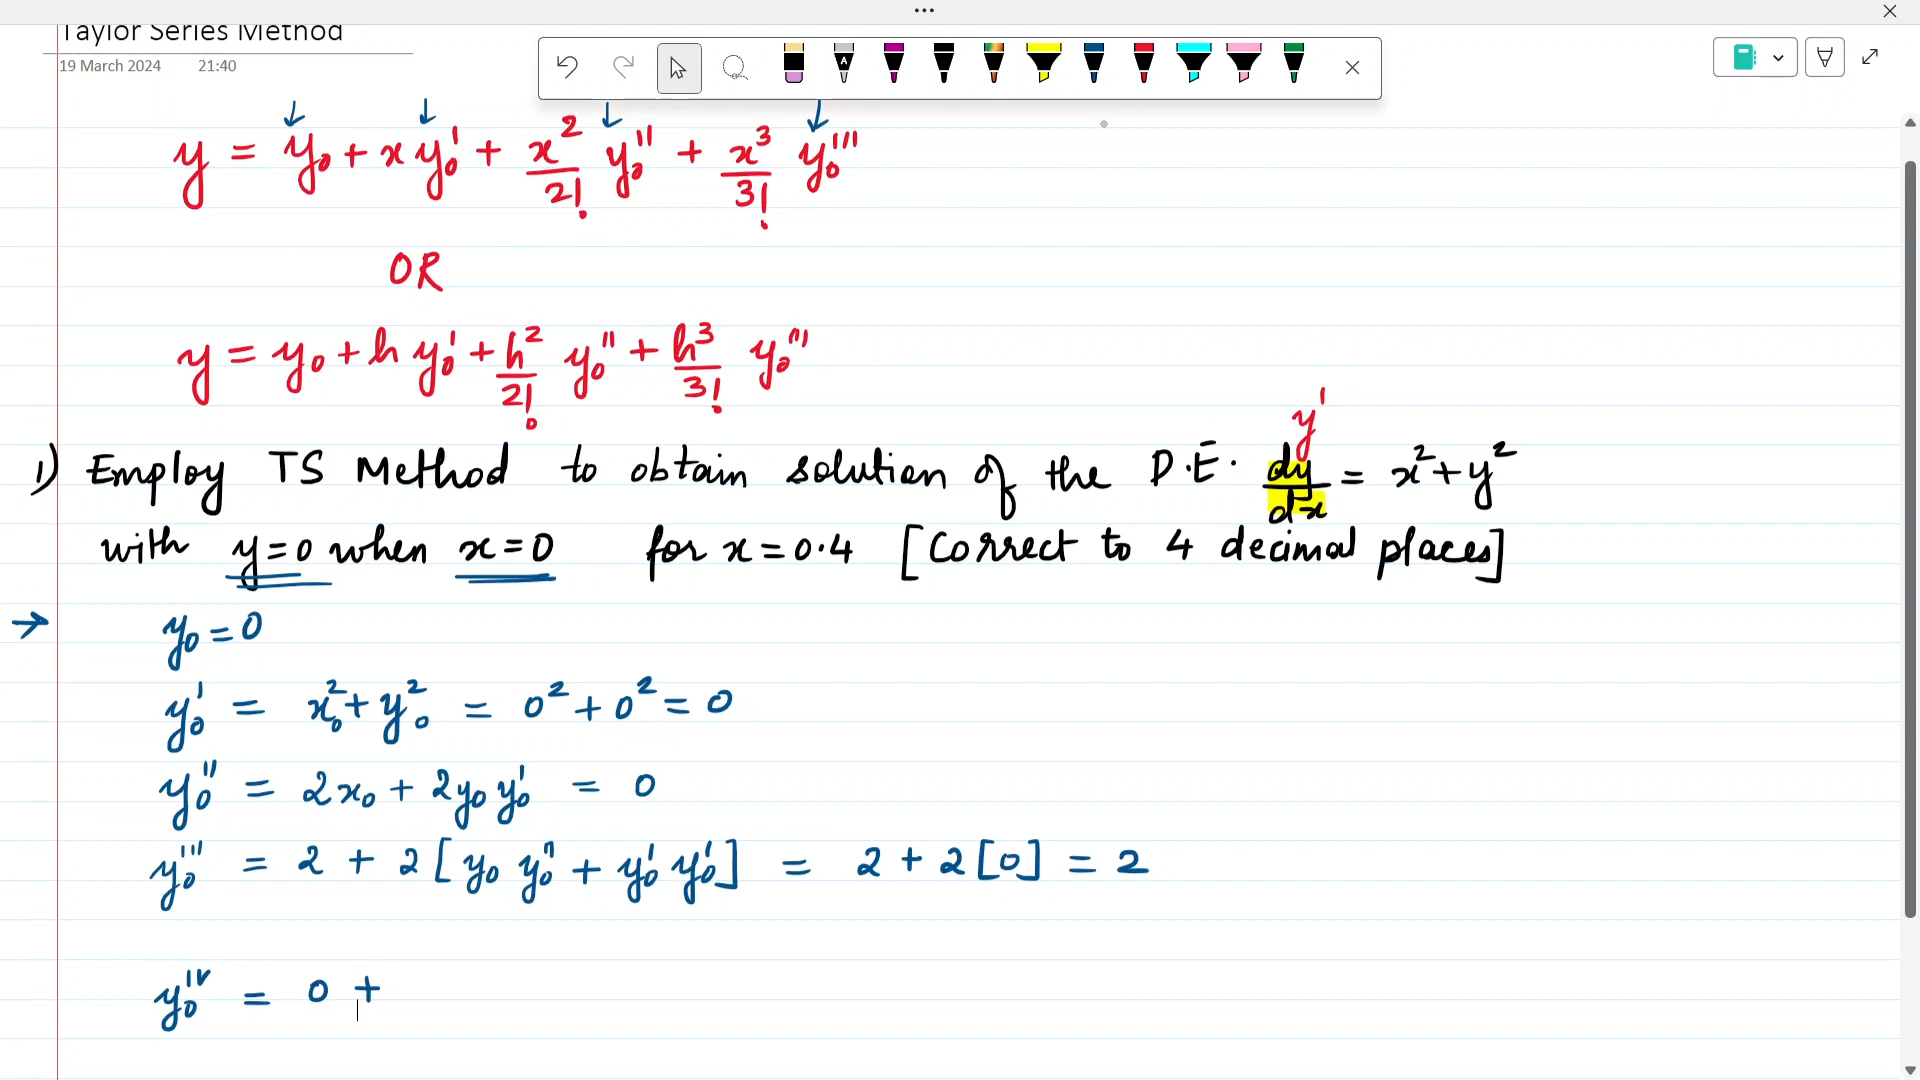 Taylor Series Method
19 March 2024 21:40
y = y₀ + x y₀' + x²/2! y₀'' + x³/3! y₀'''
OR
y = y₀ + h y₀' + h²/2! y₀'' + h³/3! y₀'''
y'
1) Employ TS Method to obtain solution of the D.E. dy/dx = x² + y²
with y=0 when x=0 for x=0.4 [Correct to 4 decimal places]
→ y₀ = 0
y₀' = x₀² + y₀² = 0² + 0² = 0
y₀'' = 2x₀ + 2y₀ y₀' = 0
y₀''' = 2 + 2[y₀ y₀'' + y₀' y₀'] = 2 + 2[0] = 2
y₀ᴵⱽ = 0 +